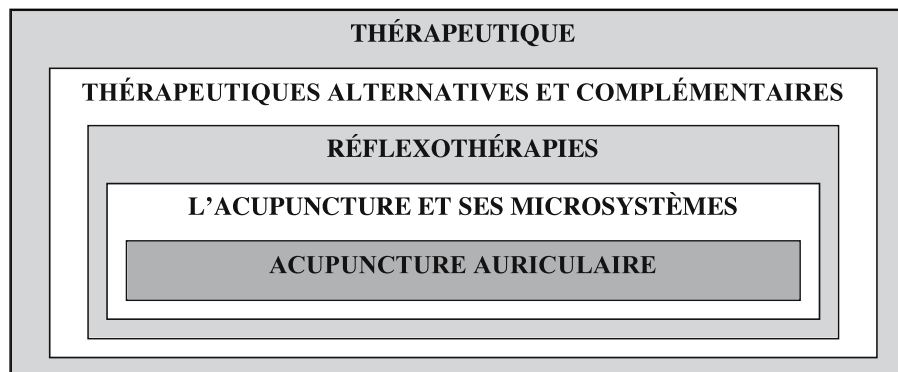 THÉRAPEUTIQUE
THÉRAPEUTIQUES ALTERNATIVES ET COMPLÉMENTAIRES
RÉFLEXOTHÉRAPIES
L’ACUPUNCTURE ET SES MICROSYSTÈMES
ACUPUNCTURE AURICULAIRE